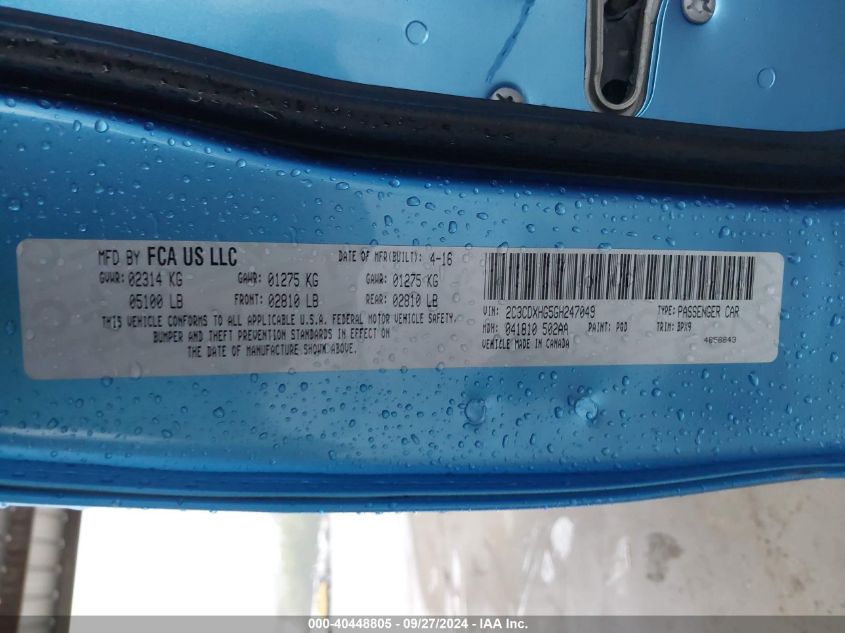 MFD BY FCA US LLC DATE OF MFR(BUILT): 4-16
GVWR: 02314 KG GAWR: 01275 KG GAWR: 01275 KG
05100 LB FRONT: 02810 LB REAR: 02810 LB
THIS VEHICLE CONFORMS TO ALL APPLICABLE U.S.A. FEDERAL MOTOR VEHICLE SAFETY,
BUMPER AND THEFT PREVENTION STANDARDS IN EFFECT ON
THE DATE OF MANUFACTURE SHOWN ABOVE.
VIN: 2C3CDXHG5GH247049 TYPE: PASSENGER CAR
MDH: 041810 502AA PAINT: PQD TRIM: BPX9
VEHICLE MADE IN CANADA 4658849
000-40448805 - 09/27/2024 - IAA Inc.